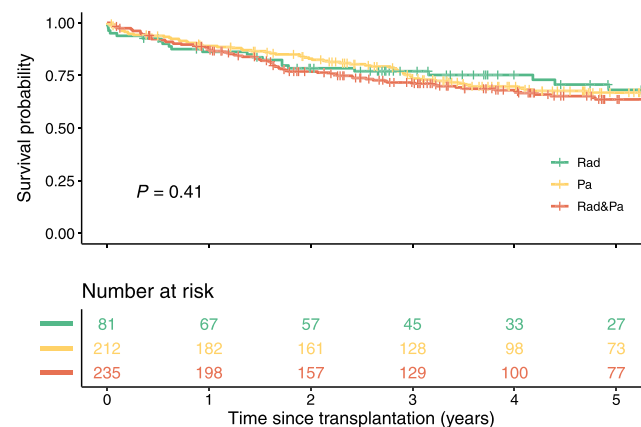 1.00
0.75
0.50
0.25
0.00
Survival probability
P = 0.41
Rad
Pa
Rad&Pa
Number at risk
81 67 57 45 33 27
212 182 161 128 98 73
235 198 157 129 100 77
0 1 2 3 4 5
Time since transplantation (years)